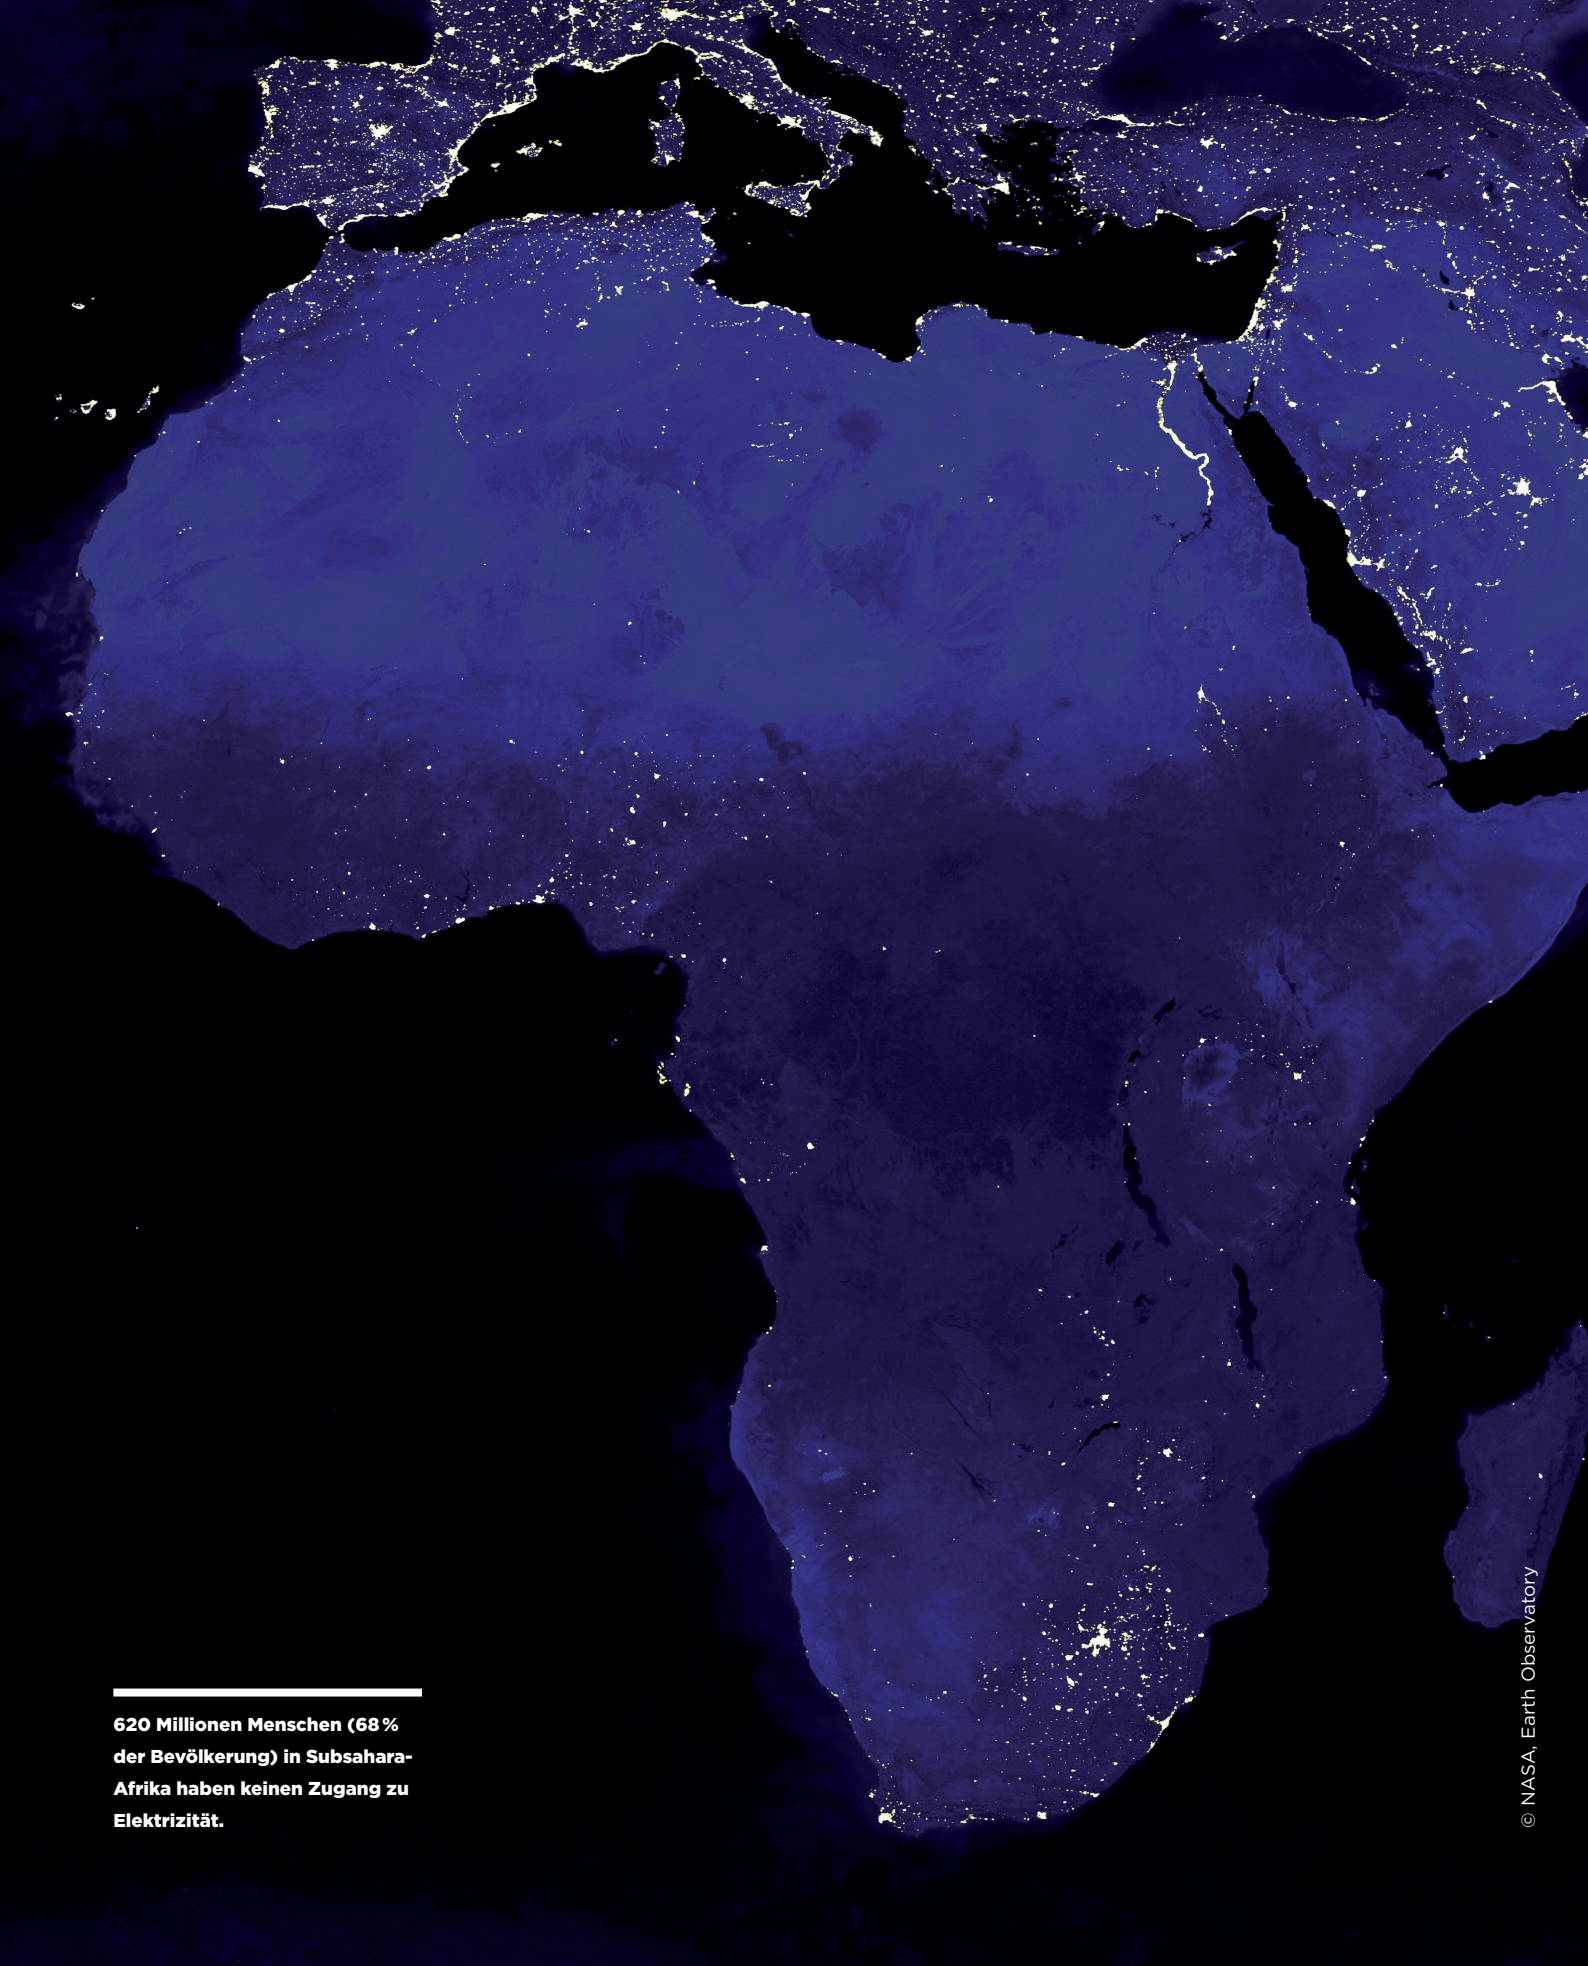 620 Millionen Menschen (68 %
der Bevölkerung) in Subsahara-
Afrika haben keinen Zugang zu
Elektrizität.
© NASA, Earth Observatory